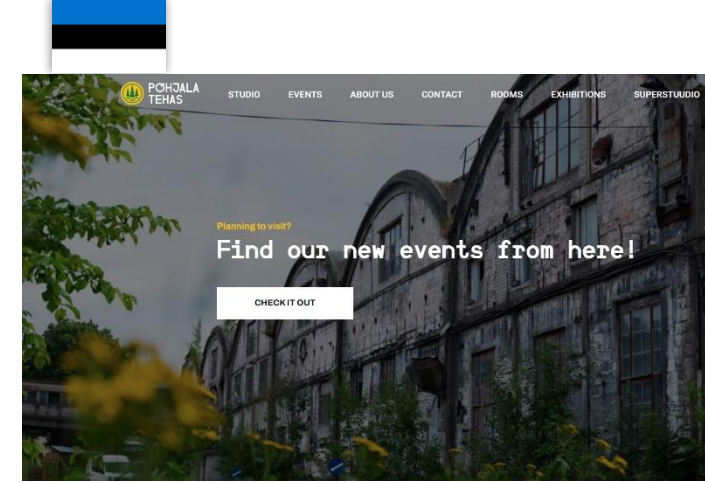 POHJALA
TEHAS
STUDIO
EVENTS
ABOUT US
CONTACT
ROOMS
EXHIBITIONS
SUPERSTUUDIO
Planning to visit?
Find our new events from here!
CHECK IT OUT